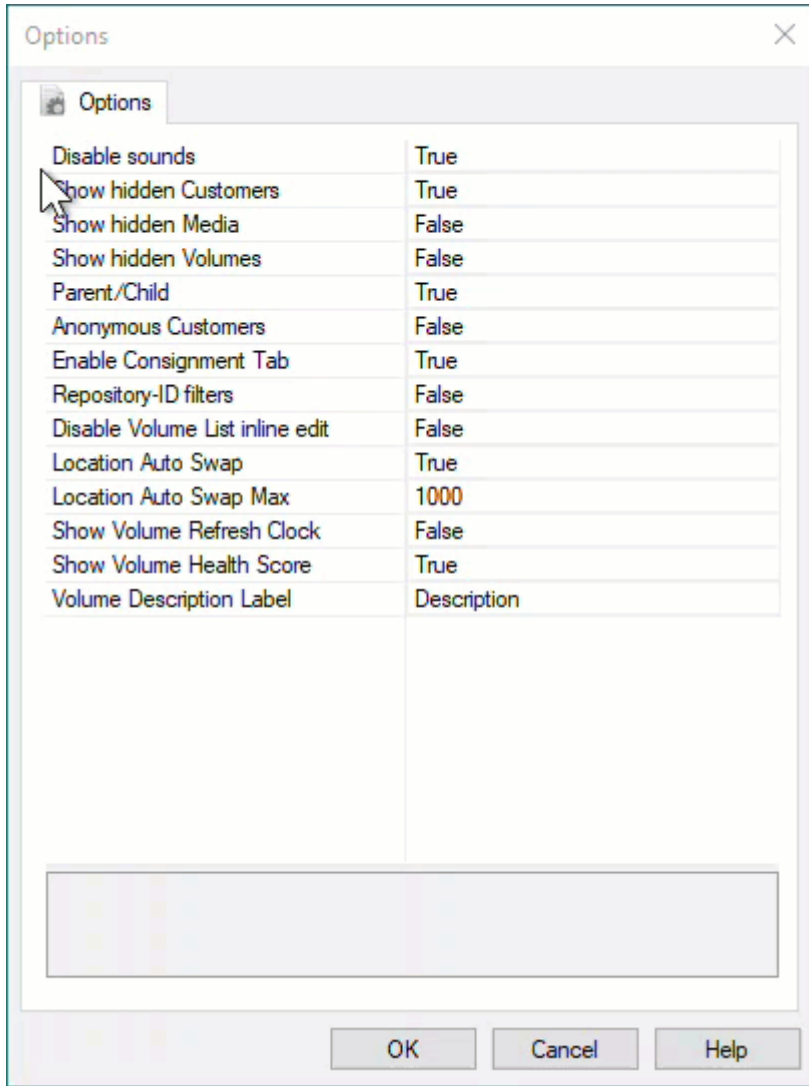 Options
Options
Disable sounds True
Show hidden Customers True
Show hidden Media False
Show hidden Volumes False
Parent/Child True
Anonymous Customers False
Enable Consignment Tab True
Repository-ID filters False
Disable Volume List inline edit False
Location Auto Swap True
Location Auto Swap Max 1000
Show Volume Refresh Clock False
Show Volume Health Score True
Volume Description Label Description
OK Cancel Help